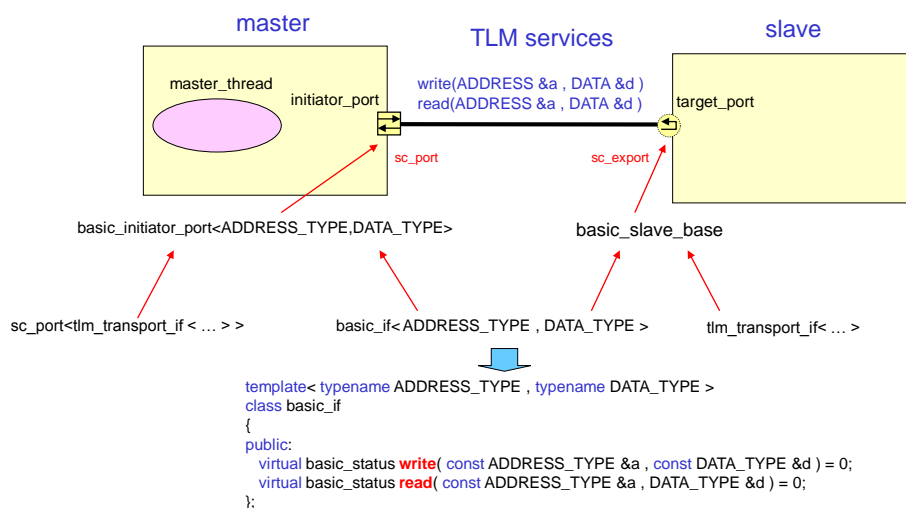 master
TLM services
slave
master_thread
initiator_port
write(ADDRESS &a , DATA &d )
read(ADDRESS &a , DATA &d )
target_port
sc_port
sc_export
basic_initiator_port<ADDRESS_TYPE,DATA_TYPE>
basic_slave_base
sc_port<tlm_transport_if < … > >
basic_if< ADDRESS_TYPE , DATA_TYPE >
tlm_transport_if< … >
template< typename ADDRESS_TYPE , typename DATA_TYPE >
class basic_if
{
public:
virtual basic_status write( const ADDRESS_TYPE &a , const DATA_TYPE &d ) = 0;
virtual basic_status read( const ADDRESS_TYPE &a , DATA_TYPE &d ) = 0;
};